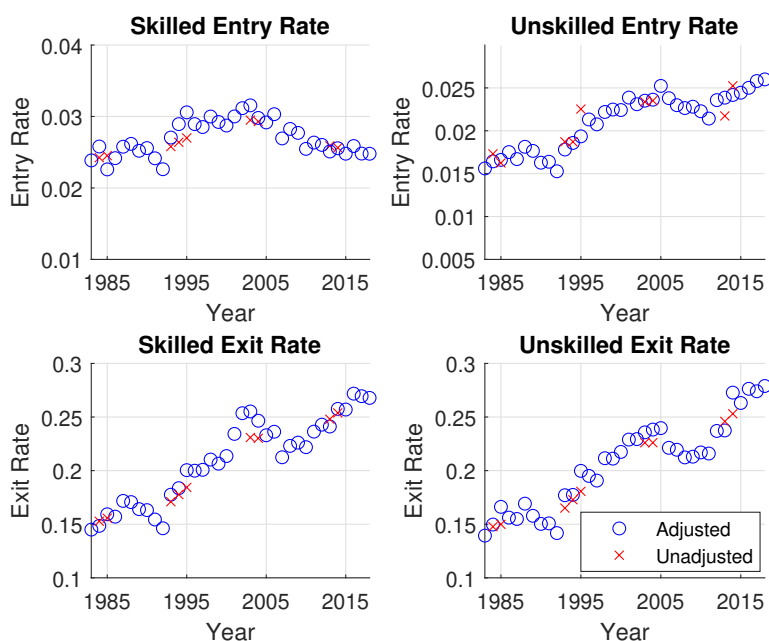 Skilled Entry Rate
0.04
0.03
0.02
0.01
Entry Rate
1985 1995 2005 2015
Year
Unskilled Entry Rate
0.025
0.02
0.015
0.01
0.005
Entry Rate
1985 1995 2005 2015
Year
Skilled Exit Rate
0.3
0.25
0.2
0.15
0.1
Exit Rate
1985 1995 2005 2015
Year
Unskilled Exit Rate
0.3
0.25
0.2
0.15
0.1
Exit Rate
Adjusted
Unadjusted
1985 1995 2005 2015
Year